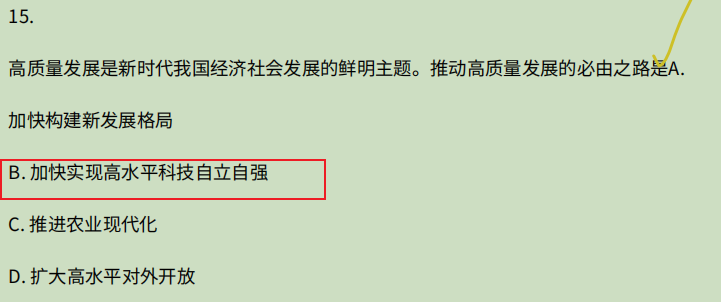 15.
高质量发展是新时代我国经济社会发展的鲜明主题。推动高质量发展的必由之路是A.
加快构建新发展格局
B. 加快实现高水平科技自立自强
C. 推进农业现代化
D. 扩大高水平对外开放